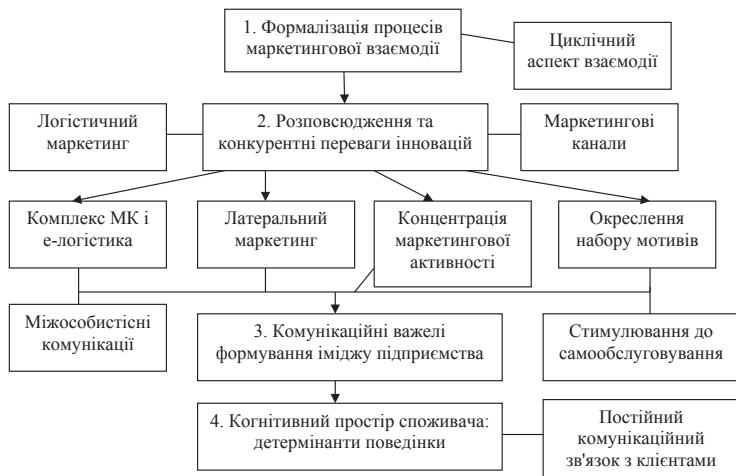 1. Формалізація процесів
маркетингової взаємодії
Циклічний
аспект взаємодії
Логістичний
маркетинг
2. Розповсюдження та
конкурентні переваги інновацій
Маркетингові
канали
Комплекс МК і
е-логістика
Латеральний
маркетинг
Концентрація
маркетингової
активності
Окреслення
набору мотивів
Міжособистісні
комунікації
3. Комунікаційні важелі
формування іміджу підприємства
Стимулювання до
самообслуговування
4. Когнітивний простір споживача:
детермінанти поведінки
Постійний
комунікаційний
зв'язок з клієнтами